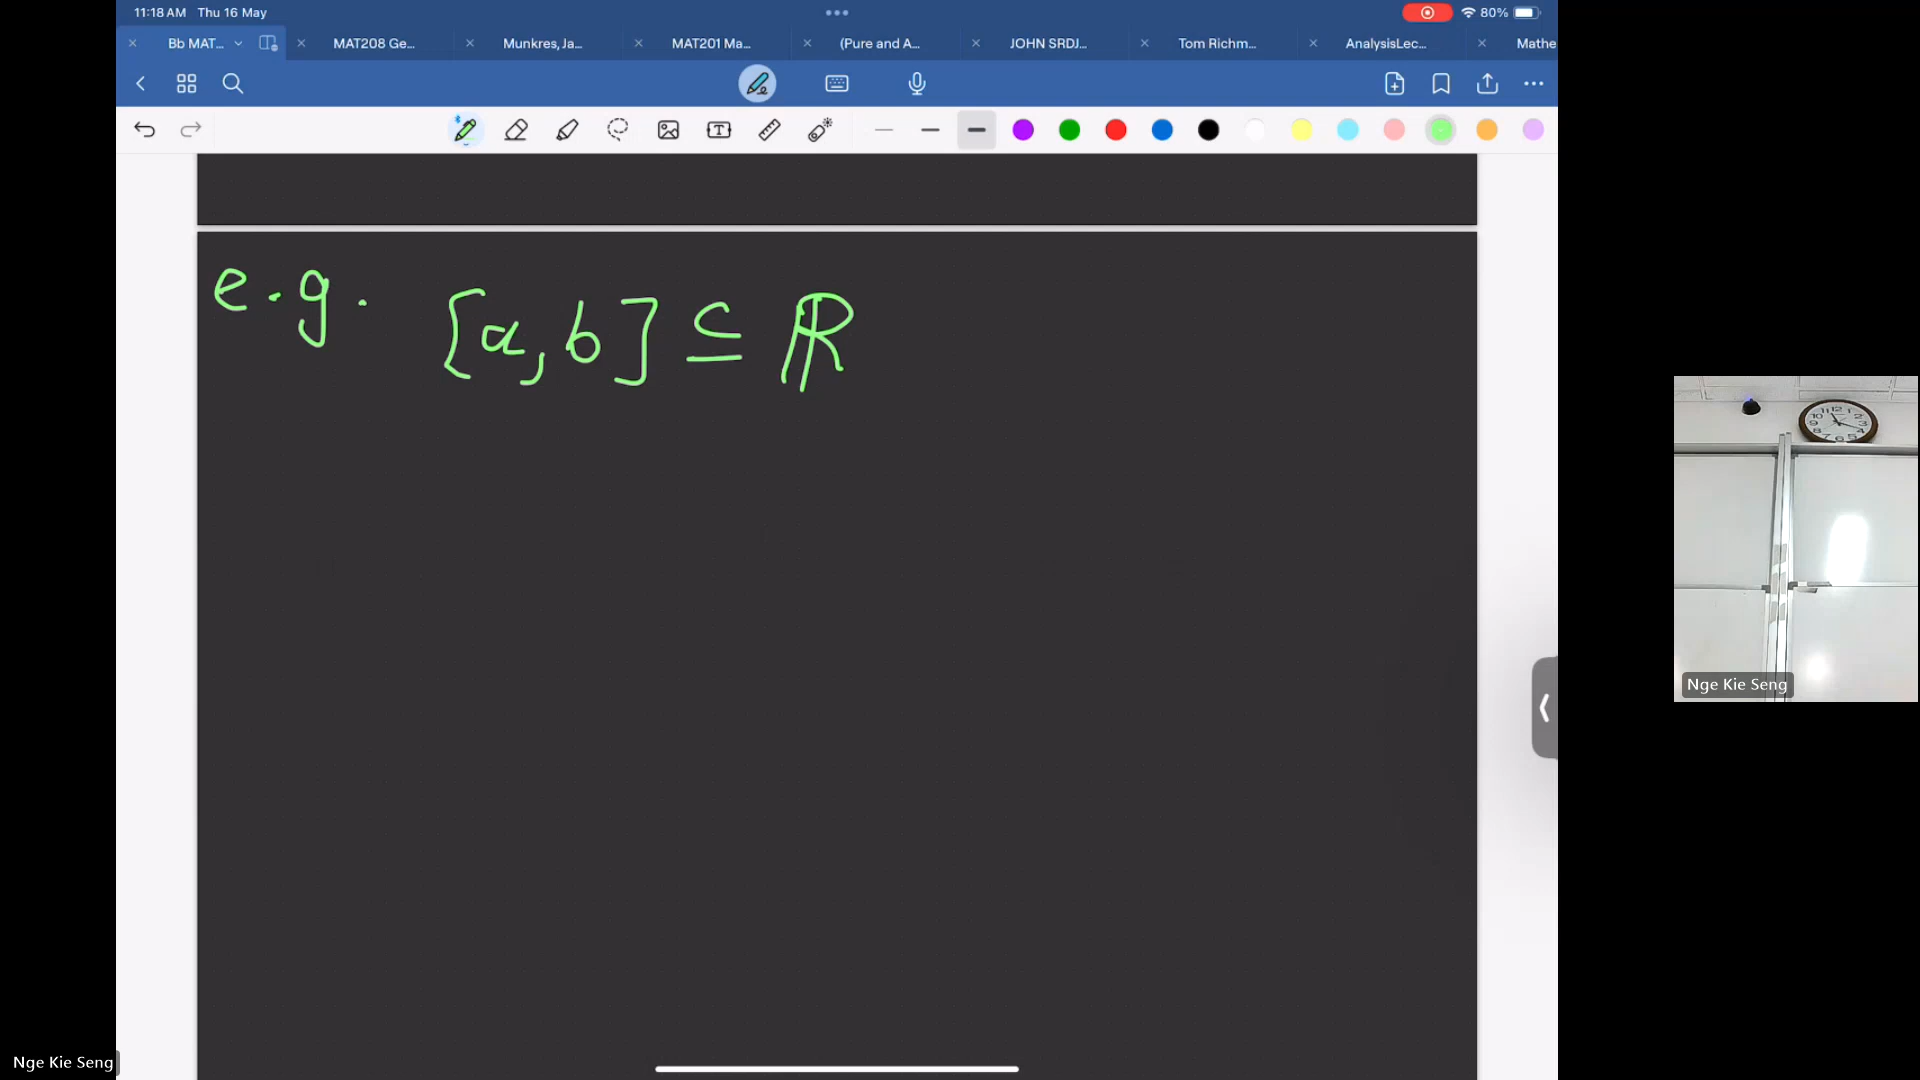 11:18 AM Thu 16 May
80%
Bb MAT...
MAT208 Ge...
Munkres, Ja...
MAT201 Ma...
(Pure and A...
JOHN SRDJ...
Tom Richm...
AnalysisLec...
Mathe
e.g. [a, b] ⊆ ℝ
Nge Kie Seng
Nge Kie Seng